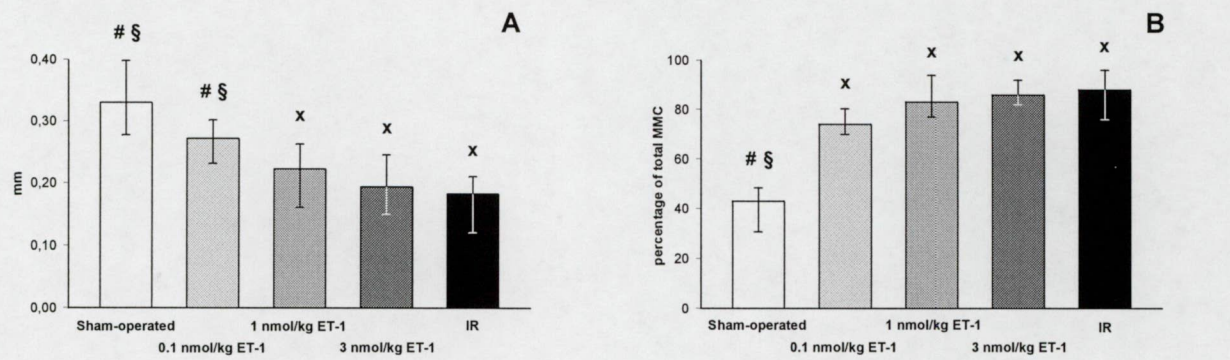 A
# §
0,40
# §
0,30
x
x
x
0,20
mm
0,10
0,00
Sham-operated
1 nmol/kg ET-1
IR
0.1 nmol/kg ET-1
3 nmol/kg ET-1
B
x
x
x
100
x
80
percentage of total MMC
60
# §
40
20
0
Sham-operated
1 nmol/kg ET-1
IR
0.1 nmol/kg ET-1
3 nmol/kg ET-1